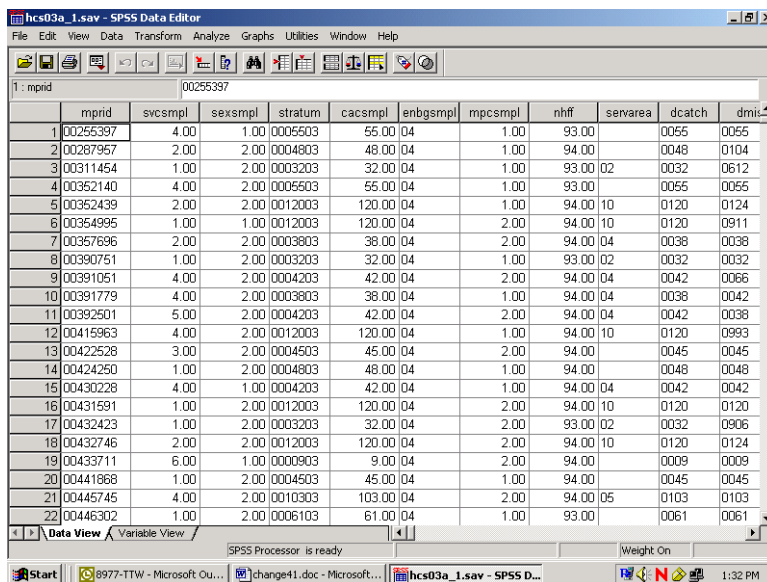 hcs03a_1.sav - SPSS Data Editor
File Edit View Data Transform Analyze Graphs Utilities Window Help
1 : mprid 00255397
mprid svcsmpl sexsmpl stratum cacsmpl enbgsmpl mpcsmpl nhff servarea dcatch dmis
1 00255397 4.00 1.00 0005503 55.00 04 1.00 93.00 0055 0055
2 00287957 2.00 2.00 0004803 48.00 04 1.00 94.00 0048 0104
3 00311454 1.00 2.00 0003203 32.00 04 1.00 93.00 02 0032 0612
4 00352140 4.00 2.00 0005503 55.00 04 1.00 93.00 0055 0055
5 00352439 2.00 2.00 0012003 120.00 04 1.00 94.00 10 0120 0124
6 00354995 1.00 1.00 0012003 120.00 04 2.00 94.00 10 0120 0911
7 00357696 2.00 2.00 0003803 38.00 04 2.00 94.00 04 0038 0038
8 00390751 1.00 2.00 0003203 32.00 04 1.00 93.00 02 0032 0032
9 00391051 4.00 2.00 0004203 42.00 04 2.00 94.00 04 0042 0066
10 00391779 4.00 2.00 0003803 38.00 04 1.00 94.00 04 0038 0042
11 00392501 5.00 2.00 0004203 42.00 04 2.00 94.00 04 0042 0038
12 00415963 4.00 2.00 0012003 120.00 04 1.00 94.00 10 0120 0993
13 00422528 3.00 2.00 0004503 45.00 04 2.00 94.00 0045 0045
14 00424250 1.00 2.00 0004803 48.00 04 1.00 94.00 0048 0048
15 00430228 4.00 1.00 0004203 42.00 04 1.00 94.00 04 0042 0042
16 00431591 1.00 2.00 0012003 120.00 04 2.00 94.00 10 0120 0120
17 00432423 1.00 2.00 0003203 32.00 04 2.00 93.00 02 0032 0906
18 00432746 2.00 2.00 0012003 120.00 04 2.00 94.00 10 0120 0124
19 00433711 6.00 1.00 0000903 9.00 04 2.00 94.00 0009 0009
20 00441868 1.00 2.00 0004503 45.00 04 1.00 94.00 0045 0045
21 00445745 4.00 2.00 0010303 103.00 04 2.00 94.00 05 0103 0103
22 00446302 1.00 2.00 0006103 61.00 04 1.00 93.00 0061 0061
Data View Variable View
SPSS Processor is ready Weight On
Start 8977-TTW - Microsoft Ou... change41.doc - Microsoft... hcs03a_1.sav - SPSS D... 1:32 PM